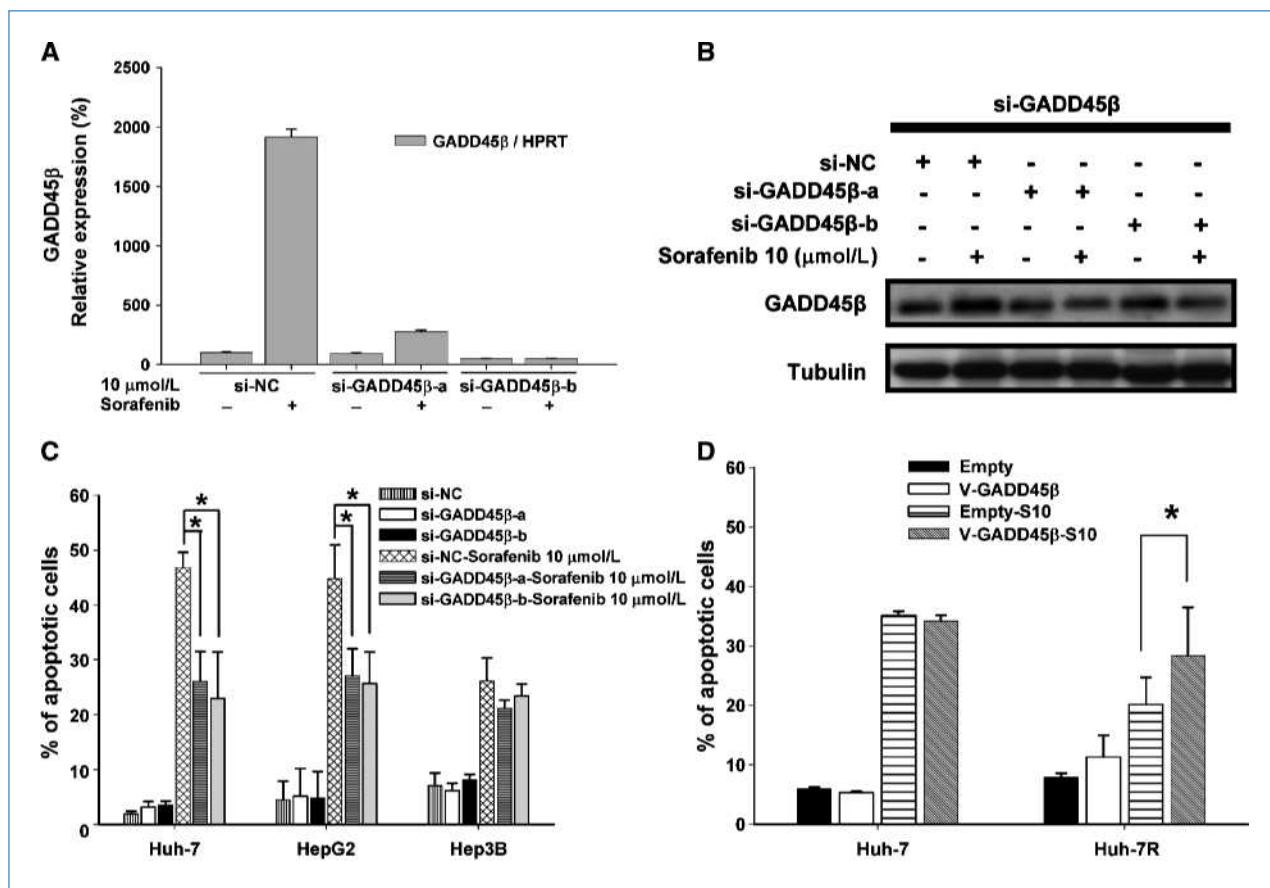 A
2500
2000
1500
1000
500
0
GADD45β
Relative expression (%)
GADD45β / HPRT
10 μmol/L
Sorafenib
si-NC si-GADD45β-a si-GADD45β-b
– + – + – +
B
si-GADD45β
si-NC + + - - - -
si-GADD45β-a - - + + - -
si-GADD45β-b - - - - + +
Sorafenib 10 (μmol/L) - + - + - +
GADD45β
Tubulin
C
60
50
40
30
20
10
0
% of apoptotic cells
* *
* *
si-NC
si-GADD45β-a
si-GADD45β-b
si-NC-Sorafenib 10 μmol/L
si-GADD45β-a-Sorafenib 10 μmol/L
si-GADD45β-b-Sorafenib 10 μmol/L
Huh-7 HepG2 Hep3B
D
60
50
40
30
20
10
0
% of apoptotic cells
Empty
V-GADD45β
Empty-S10
V-GADD45β-S10
*
Huh-7 Huh-7R